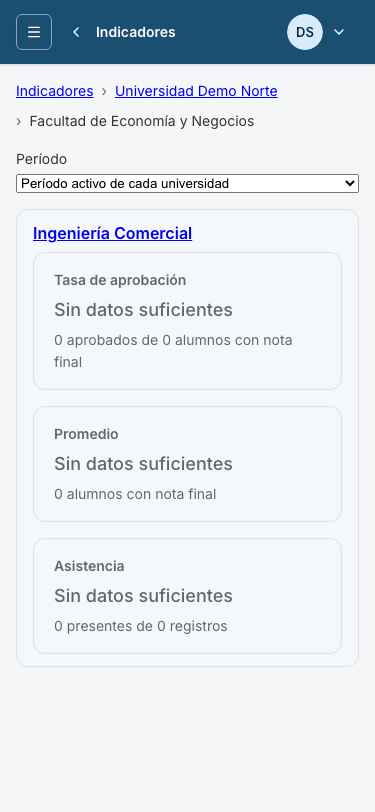 Indicadores
DS
Indicadores › Universidad Demo Norte
› Facultad de Economía y Negocios
Período
Período activo de cada universidad
Ingeniería Comercial
Tasa de aprobación
Sin datos suficientes
0 aprobados de 0 alumnos con nota
final
Promedio
Sin datos suficientes
0 alumnos con nota final
Asistencia
Sin datos suficientes
0 presentes de 0 registros